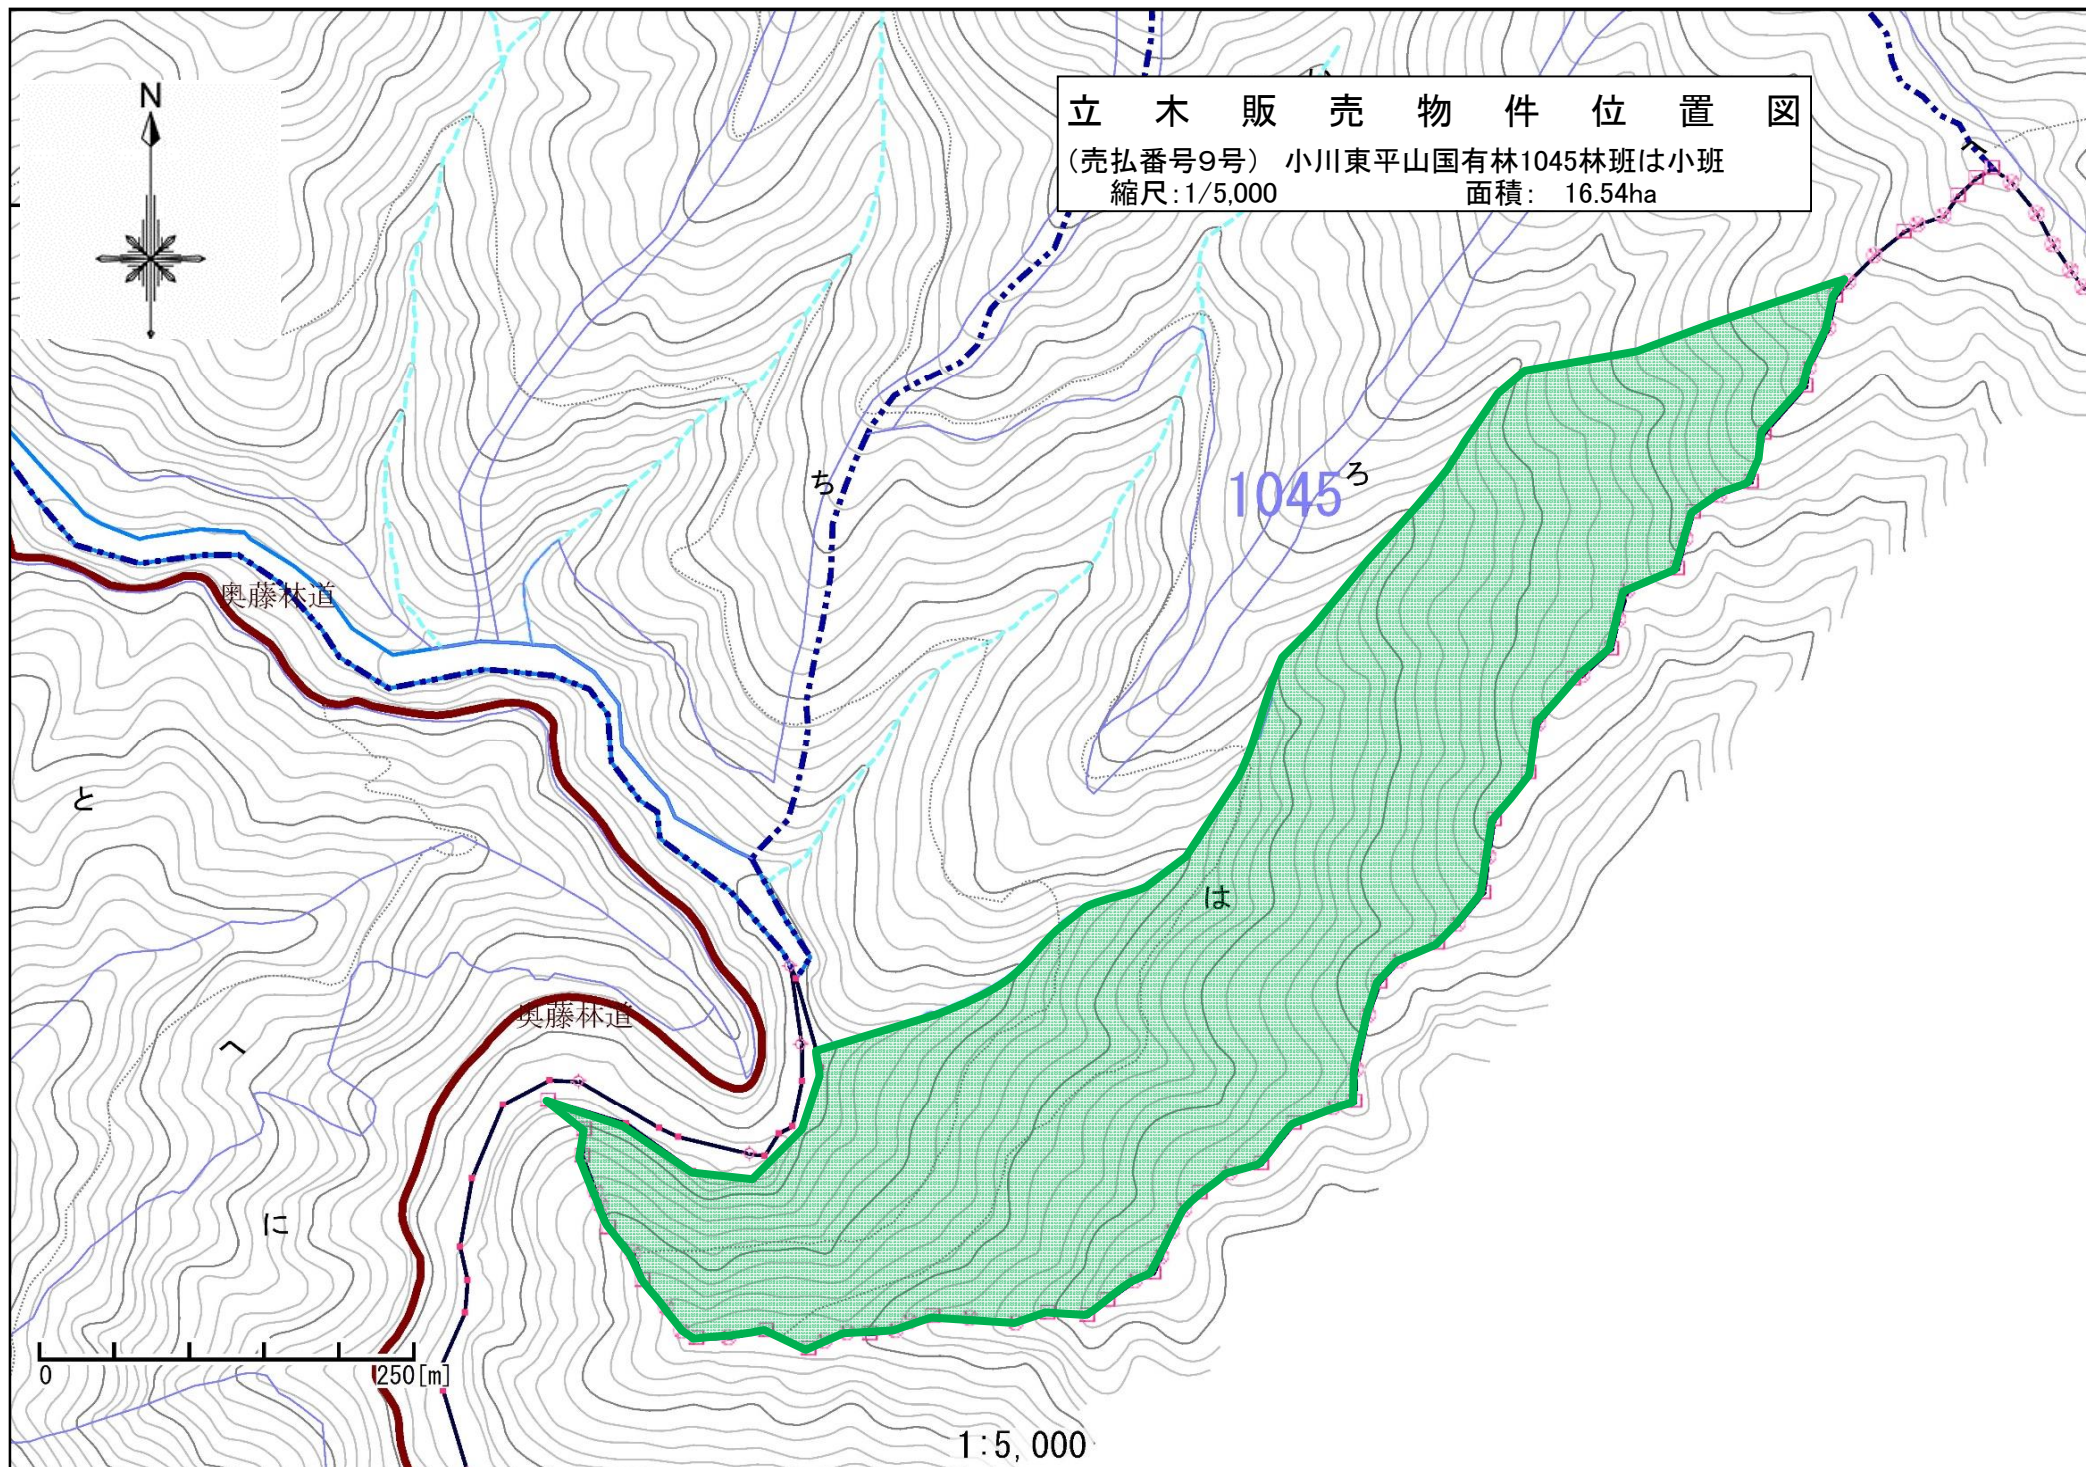 N
立木販売物件位置図
(売払番号9号) 小川東平山国有林1045林班は小班
縮尺:1/5,000 面積: 16.54ha
ち
1045
ろ
奥藤林道
と
は
奥藤林道
へ
に
0 250[m]
1:5,000